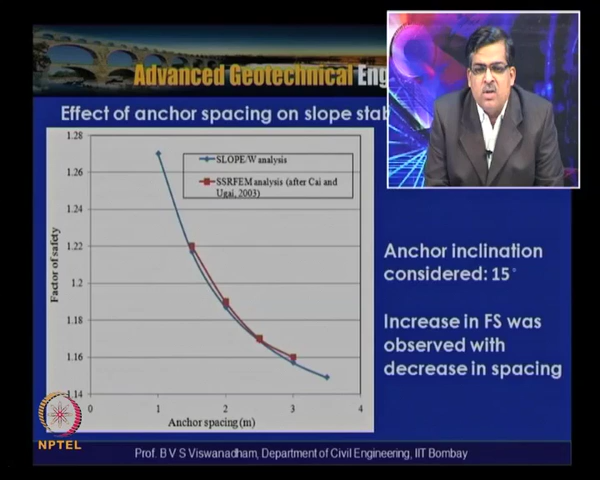 Advanced Geotechnical Eng
Effect of anchor spacing on slope stab
1.28
1.26
1.24
1.22
1.2
1.18
1.16
1.14
0
1
2
3
4
Factor of safety
Anchor spacing (m)
SLOPE/W analysis
SSRFEM analysis (after Cai and
Ugai, 2003)
Anchor inclination
considered: 15°
Increase in FS was
observed with
decrease in spacing
NPTEL
Prof. B V S Viswanadham, Department of Civil Engineering, IIT Bombay